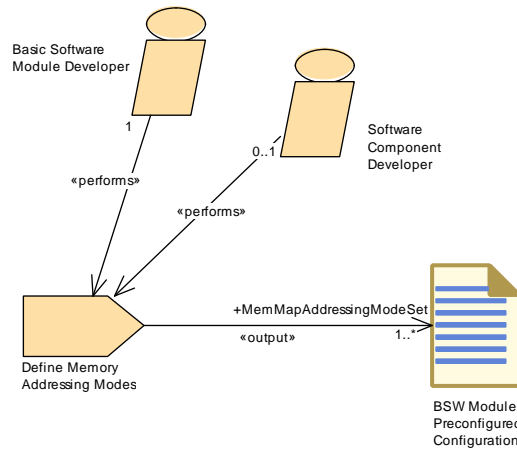 Basic Software
Module Developer
1
Software
Component
Developer
0..1
«performs»
«performs»
+MemMapAddressingModeSet
«output»
1..*
Define Memory
Addressing Modes
BSW Module
Preconfigured
Configuration